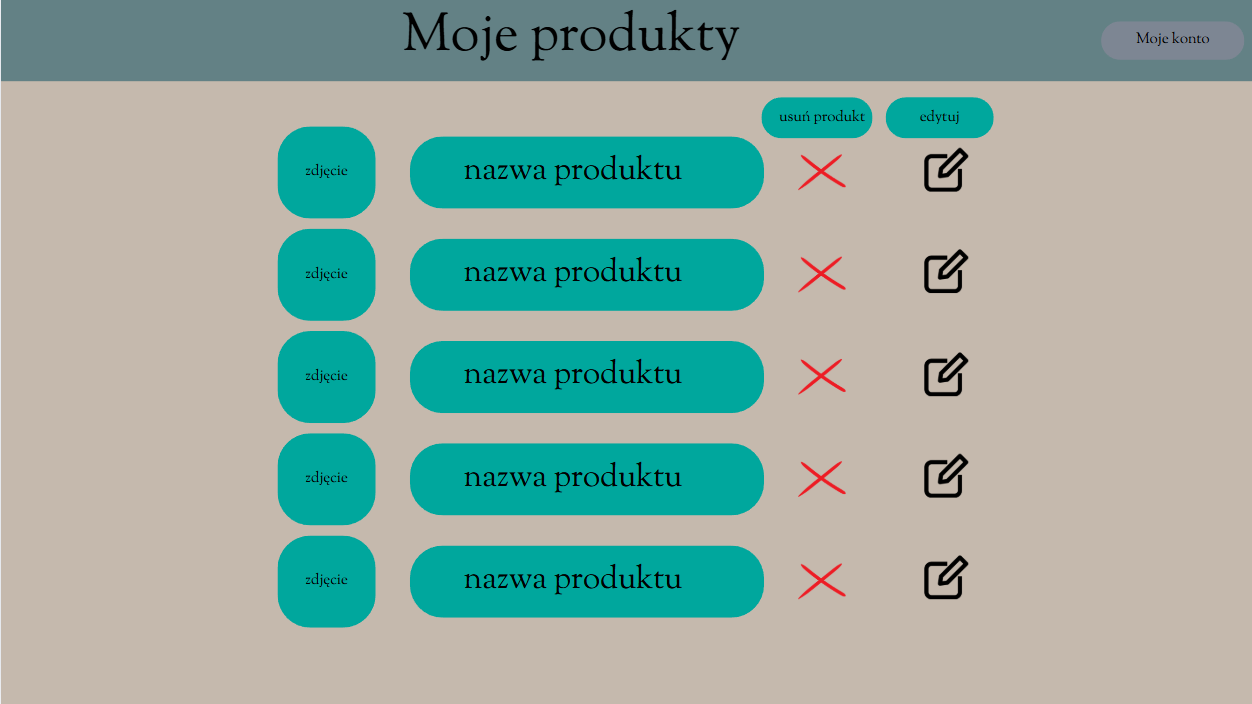 Moje produkty
Moje konto
usuń produkt
edytuj
zdjęcie
nazwa produktu
zdjęcie
nazwa produktu
zdjęcie
nazwa produktu
zdjęcie
nazwa produktu
zdjęcie
nazwa produktu